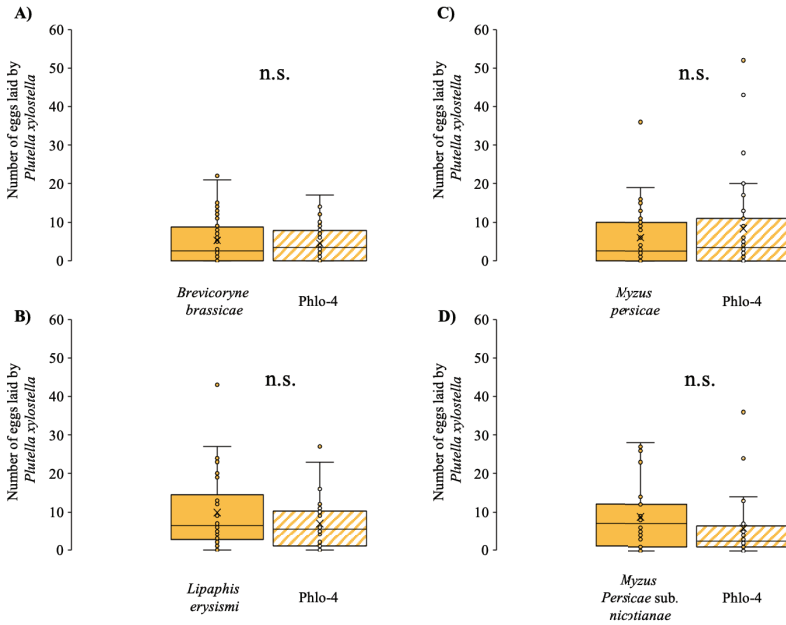 A)
Number of eggs laid by
Plutella xylostella
60
50
40
30
20
10
0
n.s.
Brevicoryne
brassicae
Phlo-4
B)
Number of eggs laid by
Plutella xylostella
60
50
40
30
20
10
0
n.s.
Lipaphis
erysismi
Phlo-4
C)
Number of eggs laid by
Plutella xylostella
60
50
40
30
20
10
0
n.s.
Myzus
persicae
Phlo-4
D)
Number of eggs laid by
Plutella xylostella
60
50
40
30
20
10
0
n.s.
Myzus
Persicae sub.
nicotianae
Phlo-4